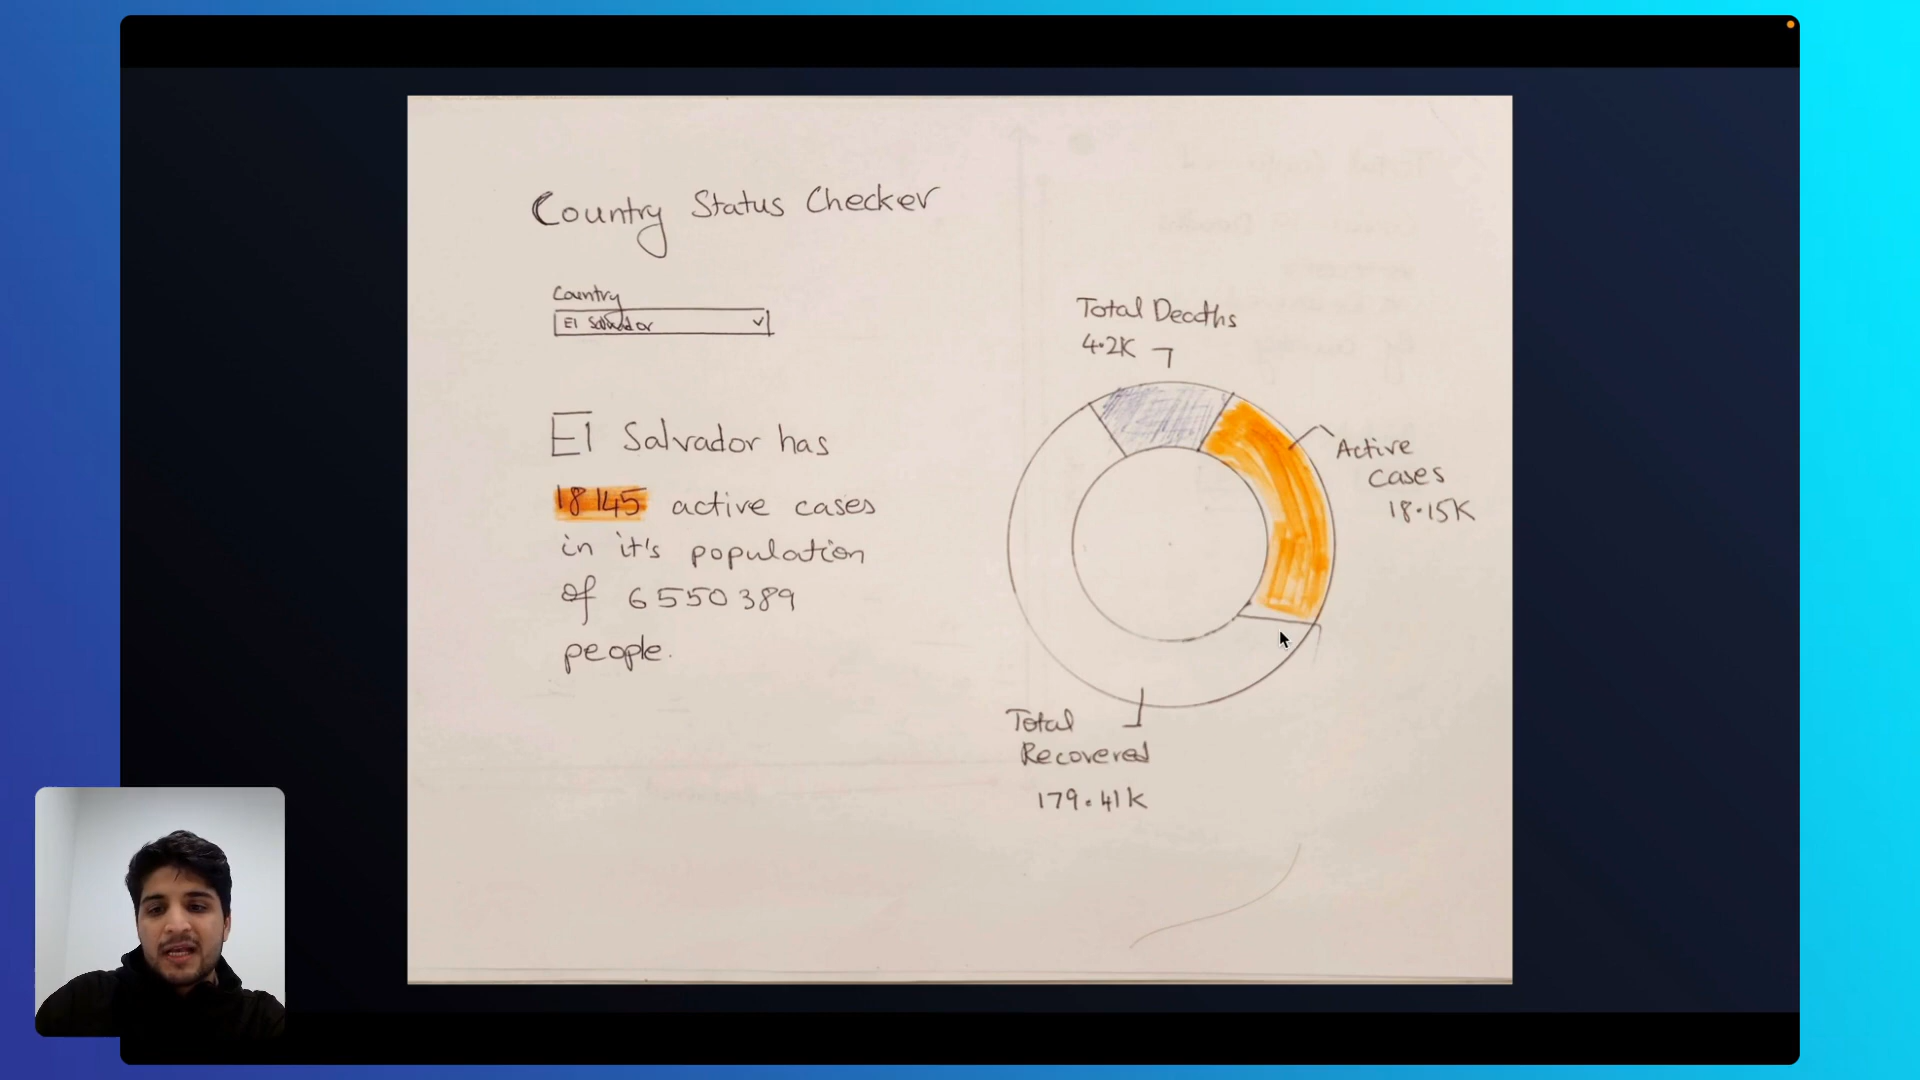 Country Status Checker
Country
El Salvador
El Salvador has
18145 active cases
in it's population
of 6550389
people.
Total Deaths
4.2K
Active
cases
18.15K
Total
Recovered
179.41K